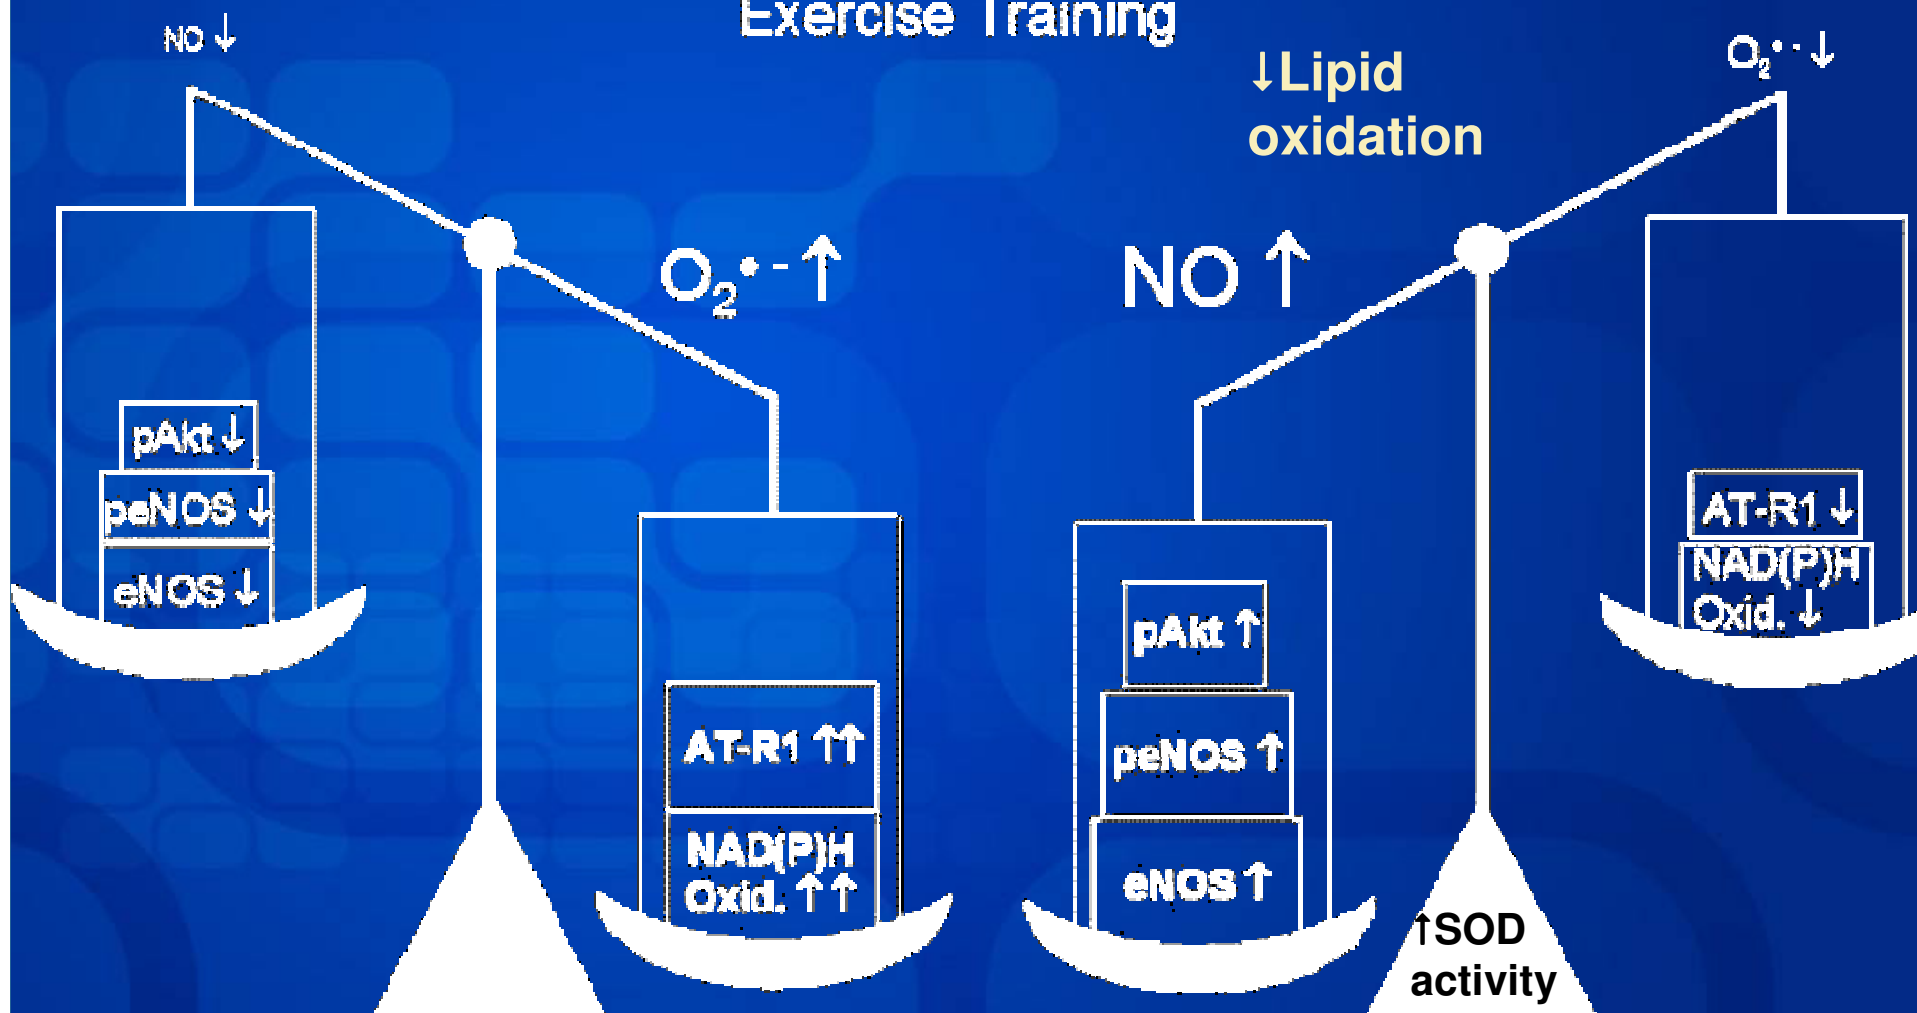 Exercise Training
NO ↓
O₂•- ↓
↓Lipid
oxidation
O₂•- ↑
NO ↑
pAkt ↓
peNOS ↓
eNOS ↓
AT-R1 ↑↑
NAD(P)H
Oxid. ↑↑
pAkt ↑
peNOS ↑
eNOS ↑
AT-R1 ↓
NAD(P)H
Oxid. ↓
↑SOD
activity